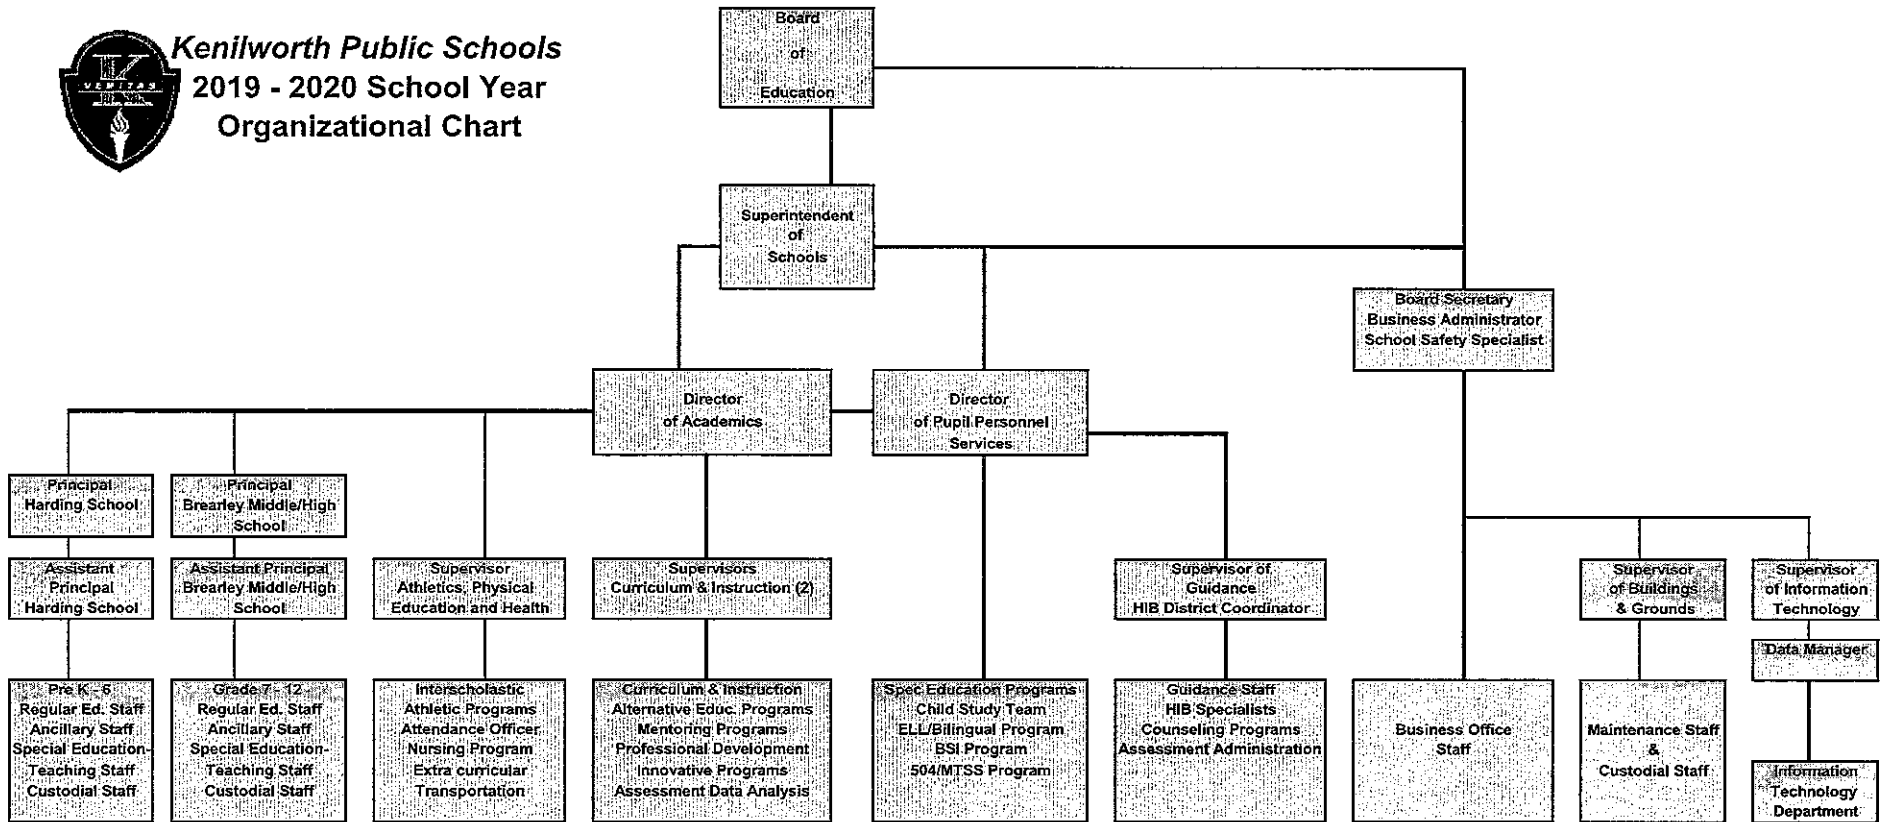 Kenilworth Public Schools
2019 - 2020 School Year
Organizational Chart
VERITAS
Board
of
Education
Superintendent
of
Schools
Board Secretary
Business Administrator
School Safety Specialist
Director
of Academics
Director
of Pupil Personnel
Services
Principal
Harding School
Principal
Brearley Middle/High
School
Assistant
Principal
Harding School
Assistant Principal
Brearley Middle/High
School
Supervisor
Athletics, Physical
Education and Health
Supervisors
Curriculum & Instruction (2)
Supervisor of
Guidance
HIB District Coordinator
Supervisor
of Buildings
& Grounds
Supervisor
of Information
Technology
Data Manager
Pre K - 6
Regular Ed. Staff
Ancillary Staff
Special Education-
Teaching Staff
Custodial Staff
Grade 7 - 12
Regular Ed. Staff
Ancillary Staff
Special Education-
Teaching Staff
Custodial Staff
Interscholastic
Athletic Programs
Attendance Officer
Nursing Program
Extra curricular
Transportation
Curriculum & Instruction
Alternative Educ. Programs
Mentoring Programs
Professional Development
Innovative Programs
Assessment Data Analysis
Spec Education Programs
Child Study Team
ELL/Bilingual Program
BSI Program
504/MTSS Program
Guidance Staff
HIB Specialists
Counseling Programs
Assessment Administration
Business Office
Staff
Maintenance Staff
&
Custodial Staff
Information
Technology
Department